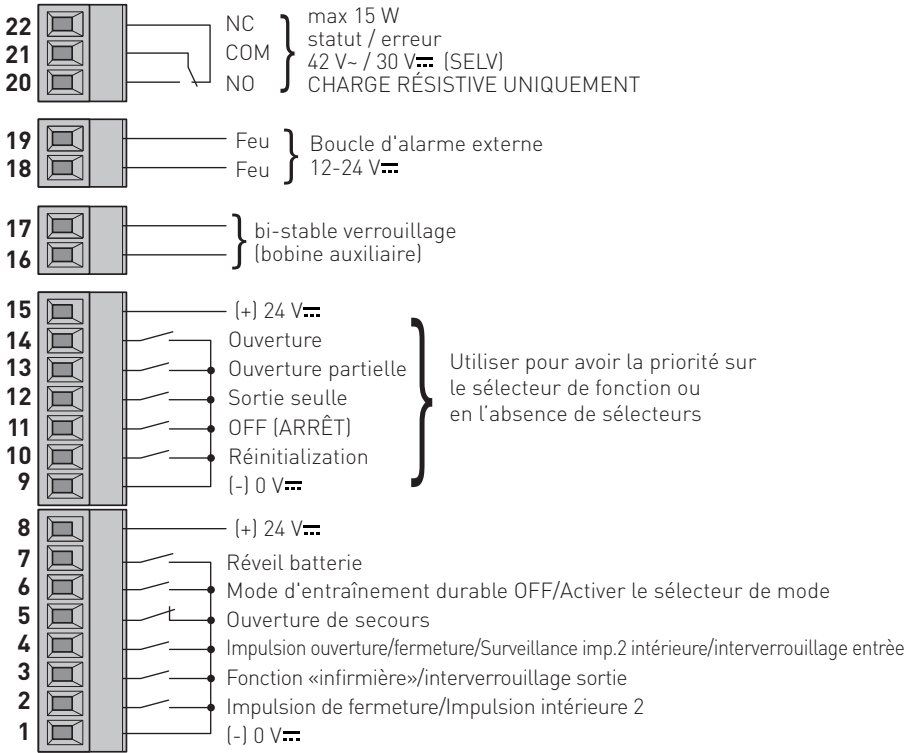 22 NC
21 COM
20 NO
max 15 W
statut / erreur
42 V~ / 30 V⎓ (SELV)
CHARGE RÉSISTIVE UNIQUEMENT
19 Feu
18 Feu
Boucle d'alarme externe
12-24 V⎓
17
16
bi-stable verrouillage
(bobine auxiliaire)
15 (+) 24 V⎓
14 Ouverture
13 Ouverture partielle
12 Sortie seulle
11 OFF (ARRÊT)
10 Réinitialization
9 (-) 0 V⎓
Utiliser pour avoir la priorité sur
le sélecteur de fonction ou
en l'absence de sélecteurs
8 (+) 24 V⎓
7 Réveil batterie
6 Mode d'entraînement durable OFF/Activer le sélecteur de mode
5 Ouverture de secours
4 Impulsion ouverture/fermeture/Surveillance imp.2 intérieure/interverrouillage entrèe
3 Fonction «infirmière»/interverrouillage sortie
2 Impulsion de fermeture/Impulsion intérieure 2
1 (-) 0 V⎓